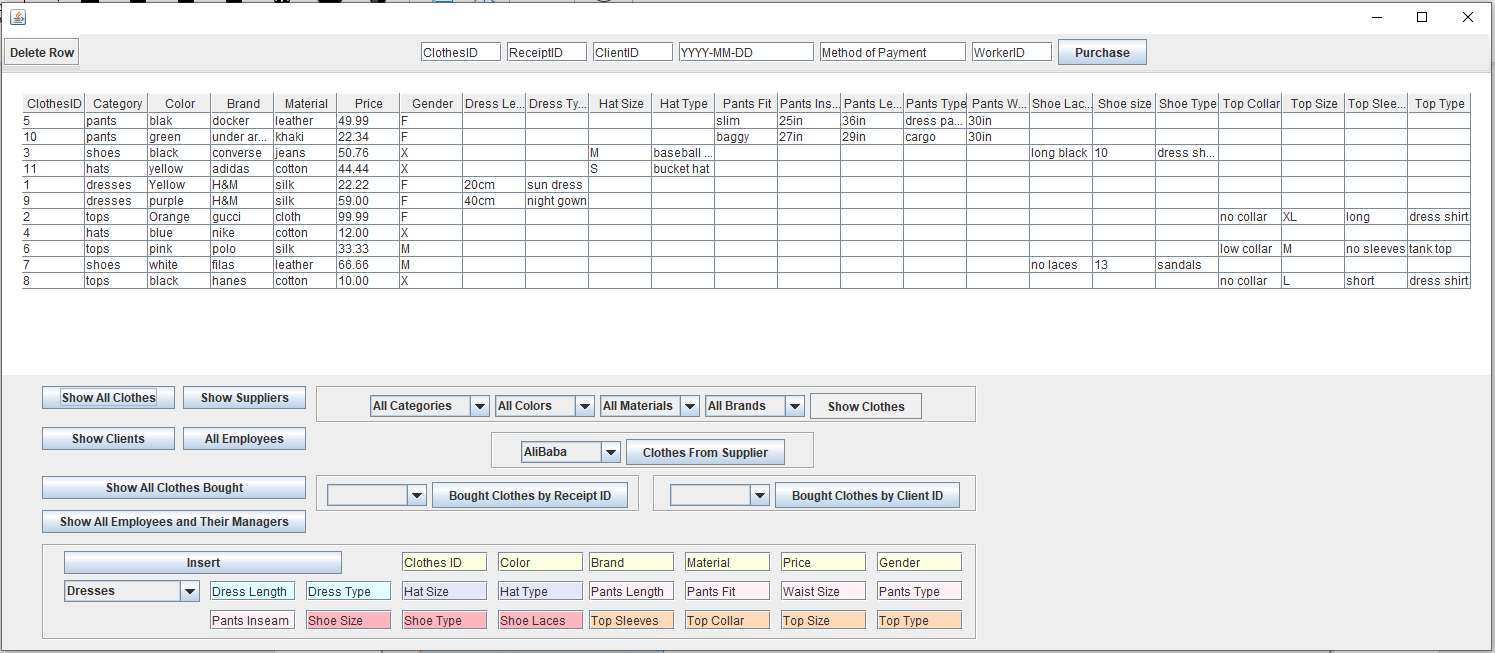 Delete Row ClothesID ReceiptID ClientID YYYY-MM-DD Method of Payment WorkerID Purchase
ClothesID Category Color Brand Material Price Gender Dress Le... Dress Ty... Hat Size Hat Type Pants Fit Pants Ins... Pants Le... Pants Type Pants W... Shoe Lac... Shoe size Shoe Type Top Collar Top Size Top Slee... Top Type
5 pants blak docker leather 49.99 F slim 25in 36in dress pa... 30in
10 pants green under ar... khaki 22.34 F baggy 27in 29in cargo 30in
3 shoes black converse jeans 50.76 X M baseball ... long black 10 dress sh...
11 hats yellow adidas cotton 44.44 X S bucket hat
1 dresses Yellow H&M silk 22.22 F 20cm sun dress
9 dresses purple H&M silk 59.00 F 40cm night gown
2 tops Orange gucci cloth 99.99 F no collar XL long dress shirt
4 hats blue nike cotton 12.00 X
6 tops pink polo silk 33.33 M low collar M no sleeves tank top
7 shoes white filas leather 66.66 M no laces 13 sandals
8 tops black hanes cotton 10.00 X no collar L short dress shirt
Show All Clothes Show Suppliers All Categories All Colors All Materials All Brands Show Clothes
Show Clients All Employees AliBaba Clothes From Supplier
Show All Clothes Bought Bought Clothes by Receipt ID Bought Clothes by Client ID
Show All Employees and Their Managers
Insert Clothes ID Color Brand Material Price Gender
Dresses Dress Length Dress Type Hat Size Hat Type Pants Length Pants Fit Waist Size Pants Type
Pants Inseam Shoe Size Shoe Type Shoe Laces Top Sleeves Top Collar Top Size Top Type